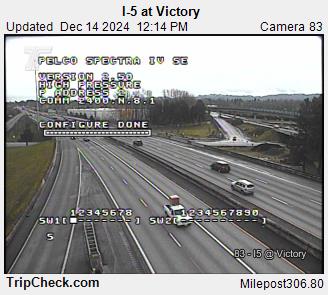 I-5 at Victory
Updated Dec 14 2024 12:14 PM Camera 83
PELCO SPECTRA IV SE
VERSION 2.50
HIGH PRESSURE
P ADDRESS
COMM 2400:N:8:1
CONFIGURE DONE
12345678 1234567890
SW1 SW2
S
83 - I5 @ Victory
TripCheck.com Milepost306.80